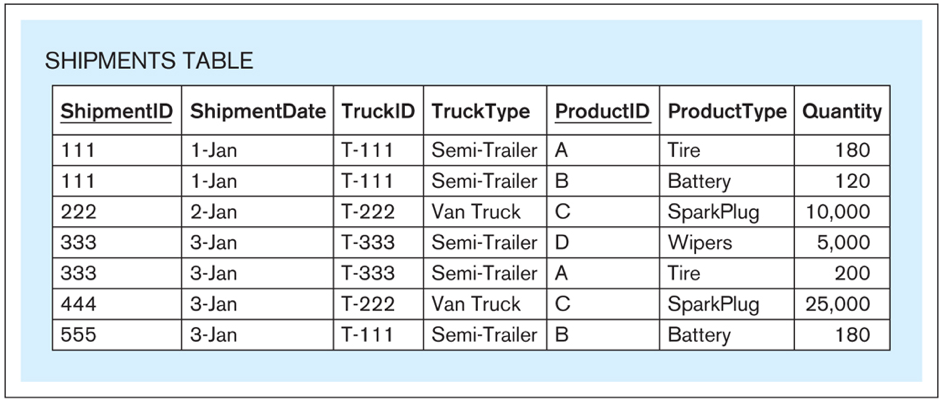 SHIPMENTS TABLE
ShipmentID ShipmentDate TruckID TruckType ProductID ProductType Quantity
111 1-Jan T-111 Semi-Trailer A Tire 180
111 1-Jan T-111 Semi-Trailer B Battery 120
222 2-Jan T-222 Van Truck C SparkPlug 10,000
333 3-Jan T-333 Semi-Trailer D Wipers 5,000
333 3-Jan T-333 Semi-Trailer A Tire 200
444 3-Jan T-222 Van Truck C SparkPlug 25,000
555 3-Jan T-111 Semi-Trailer B Battery 180